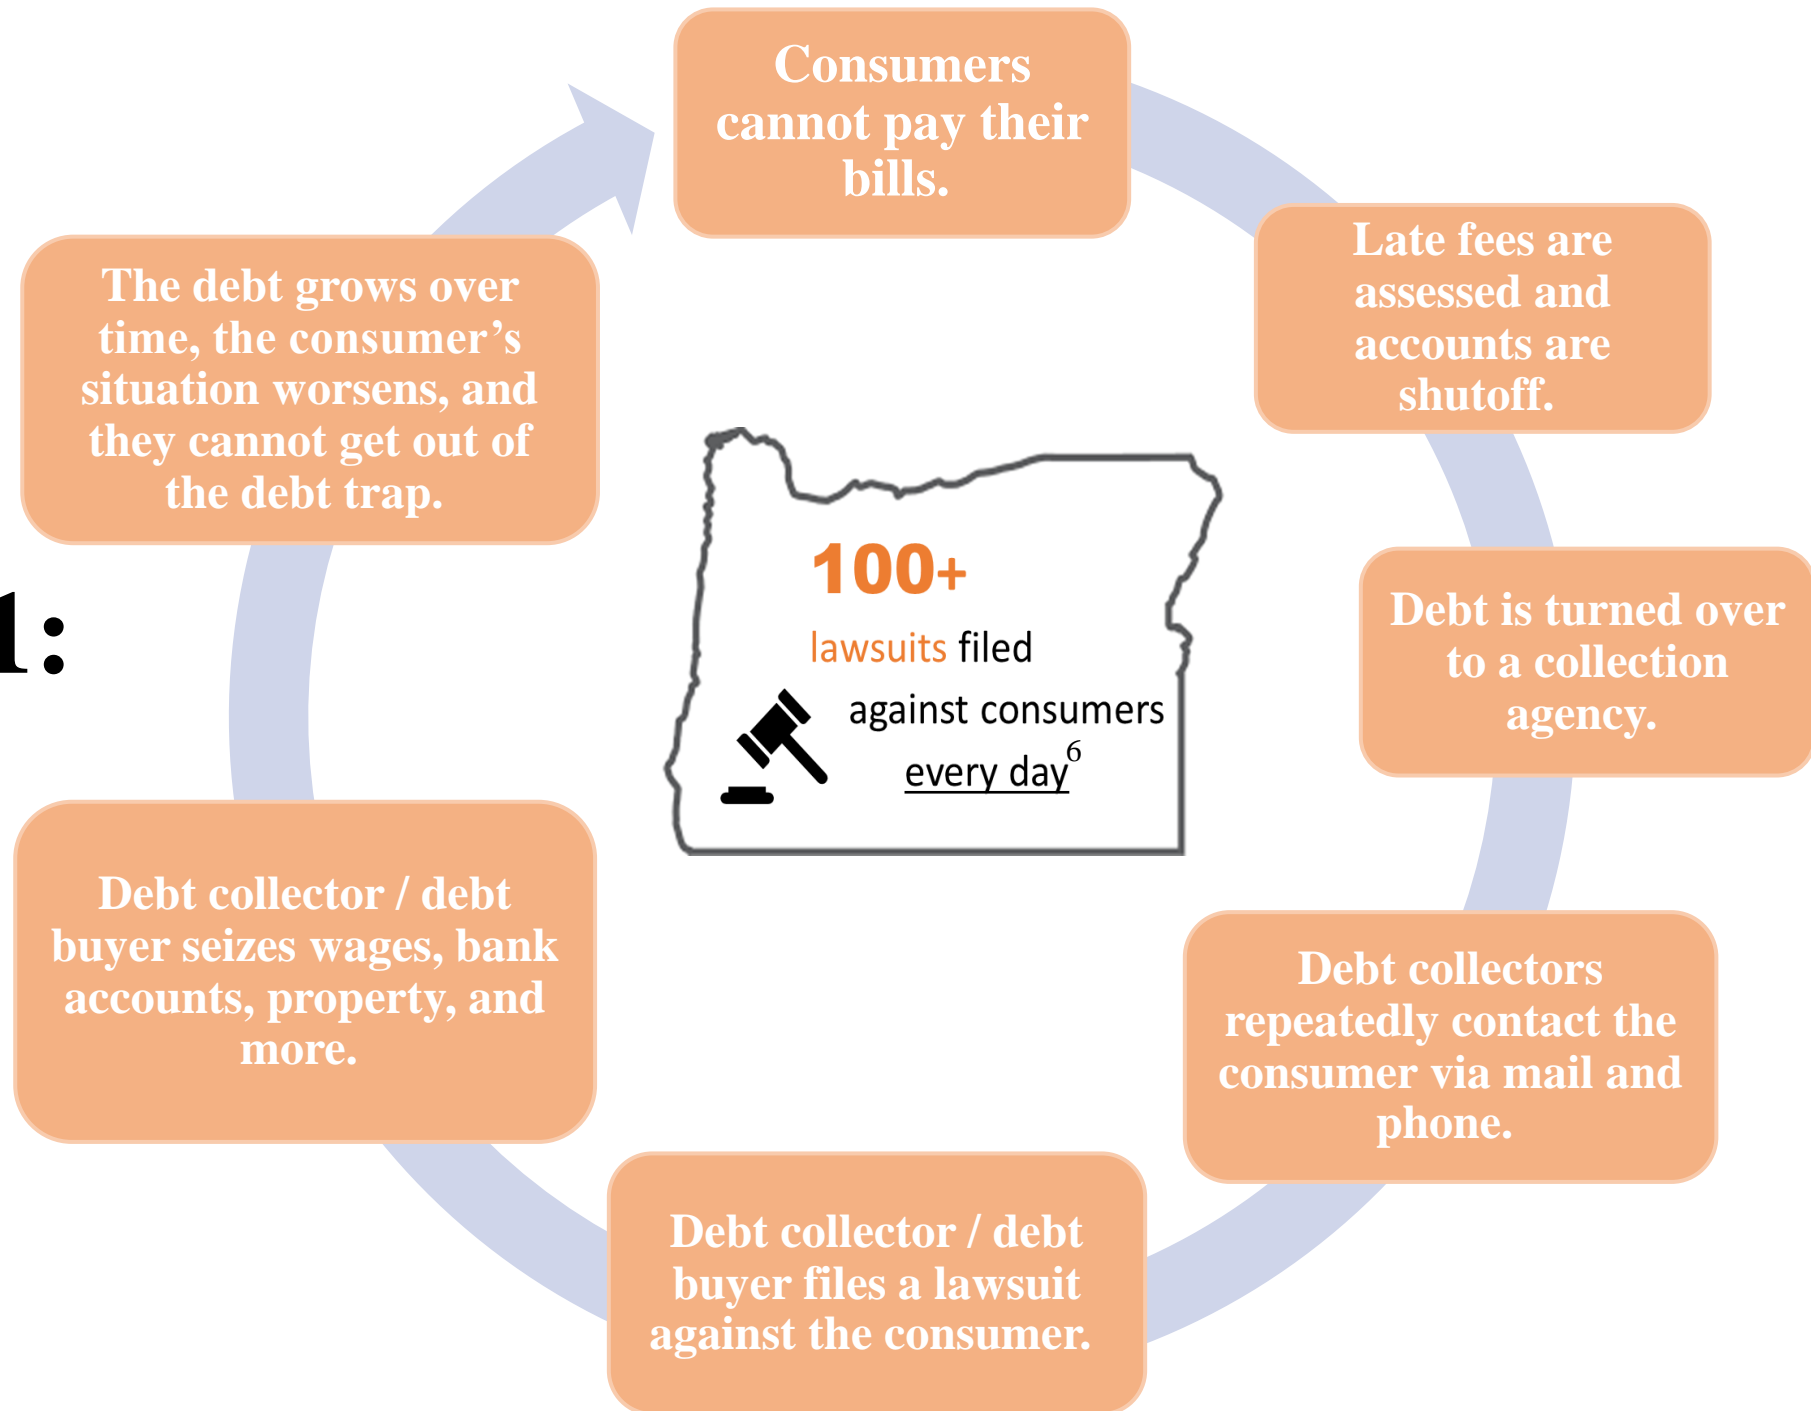 Consumers
cannot pay their
bills.
Late fees are
assessed and
accounts are
shutoff.
Debt is turned over
to a collection
agency.
Debt collectors
repeatedly contact the
consumer via mail and
phone.
Debt collector / debt
buyer files a lawsuit
against the consumer.
Debt collector / debt
buyer seizes wages, bank
accounts, property, and
more.
The debt grows over
time, the consumer’s
situation worsens, and
they cannot get out of
the debt trap.
100+
lawsuits filed
against consumers
every day6